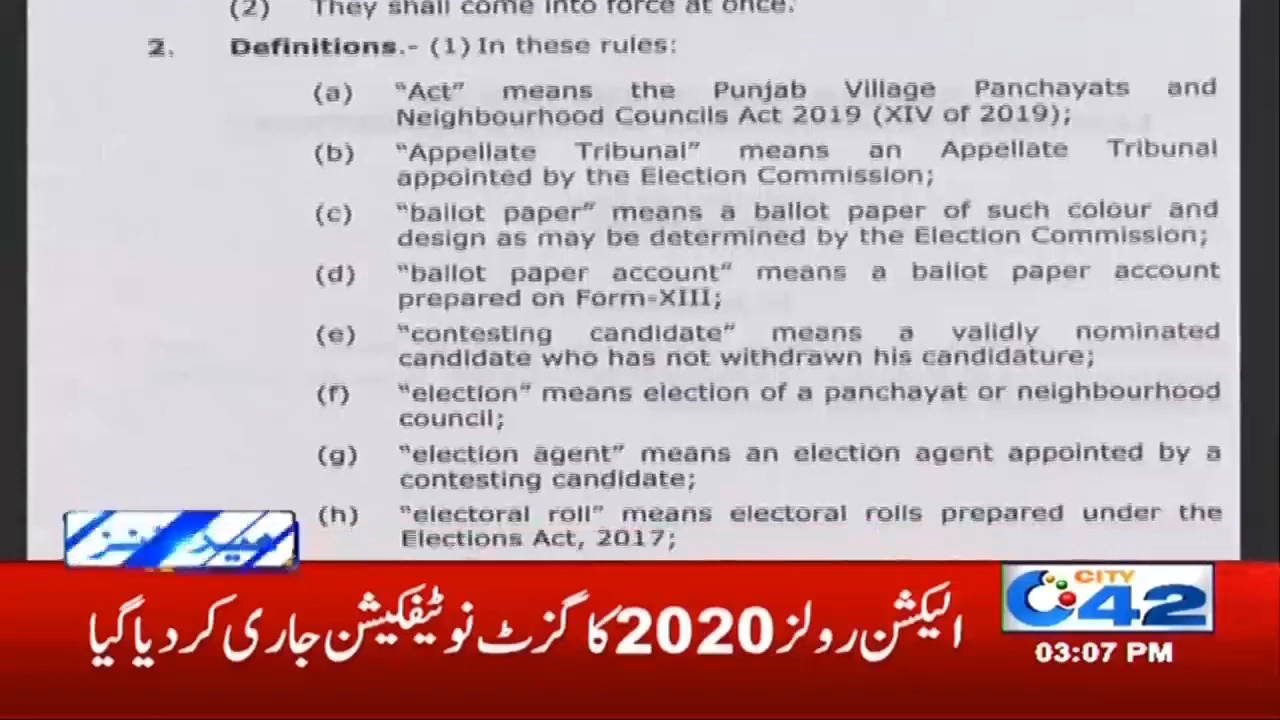 (2) They shall come into force at once.
2. Definitions.- (1) In these rules:
(a) "Act" means the Punjab Village Panchayats and
Neighbourhood Councils Act 2019 (XIV of 2019);
(b) "Appellate Tribunal" means an Appellate Tribunal
appointed by the Election Commission;
(c) "ballot paper" means a ballot paper of such colour and
design as may be determined by the Election Commission;
(d) "ballot paper account" means a ballot paper account
prepared on Form-XIII;
(e) "contesting candidate" means a validly nominated
candidate who has not withdrawn his candidature;
(f) "election" means election of a panchayat or neighbourhood
council;
(g) "election agent" means an election agent appointed by a
contesting candidate;
(h) "electoral roll" means electoral rolls prepared under the
Elections Act, 2017;
الیکشن رولز 2020 کا گزٹ نوٹیفکیشن جاری کر دیا گیا
CITY
42
03:07 PM